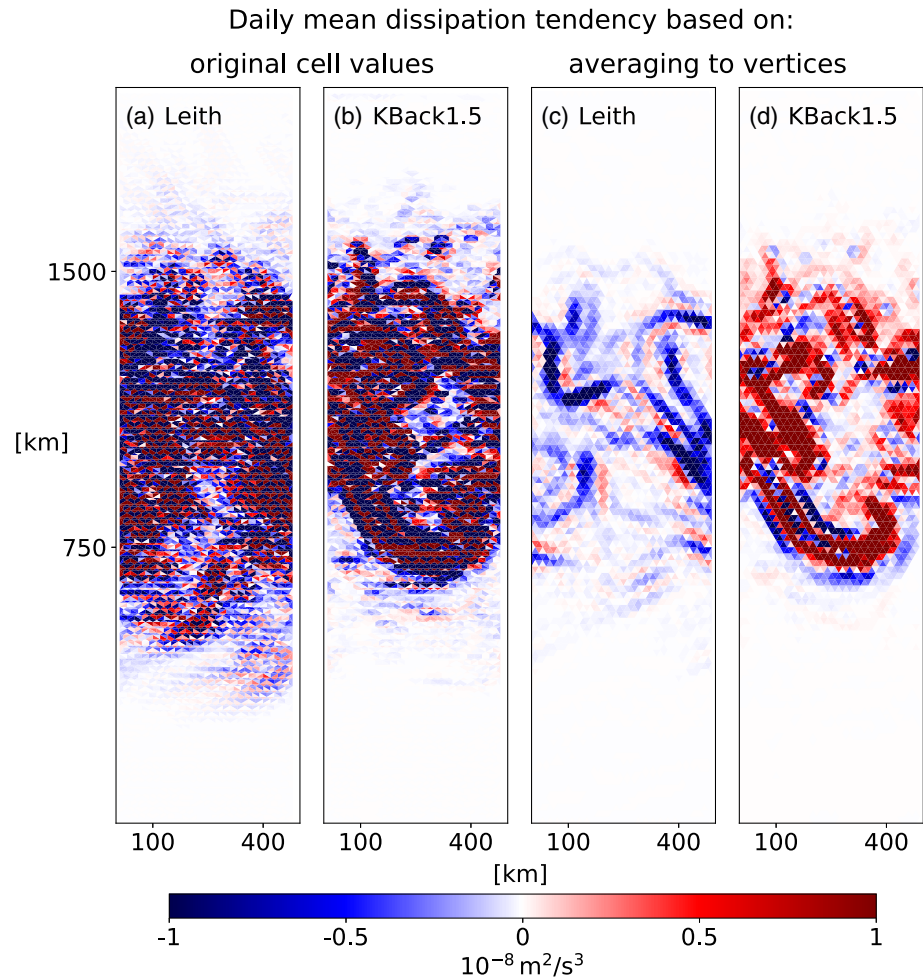 Daily mean dissipation tendency based on:
original cell values
averaging to vertices
(a) Leith
(b) KBack1.5
(c) Leith
(d) KBack1.5
1500
[km]
750
100 400 100 400 100 400 100 400
[km]
-1 -0.5 0 0.5 1
10⁻⁸ m²/s³